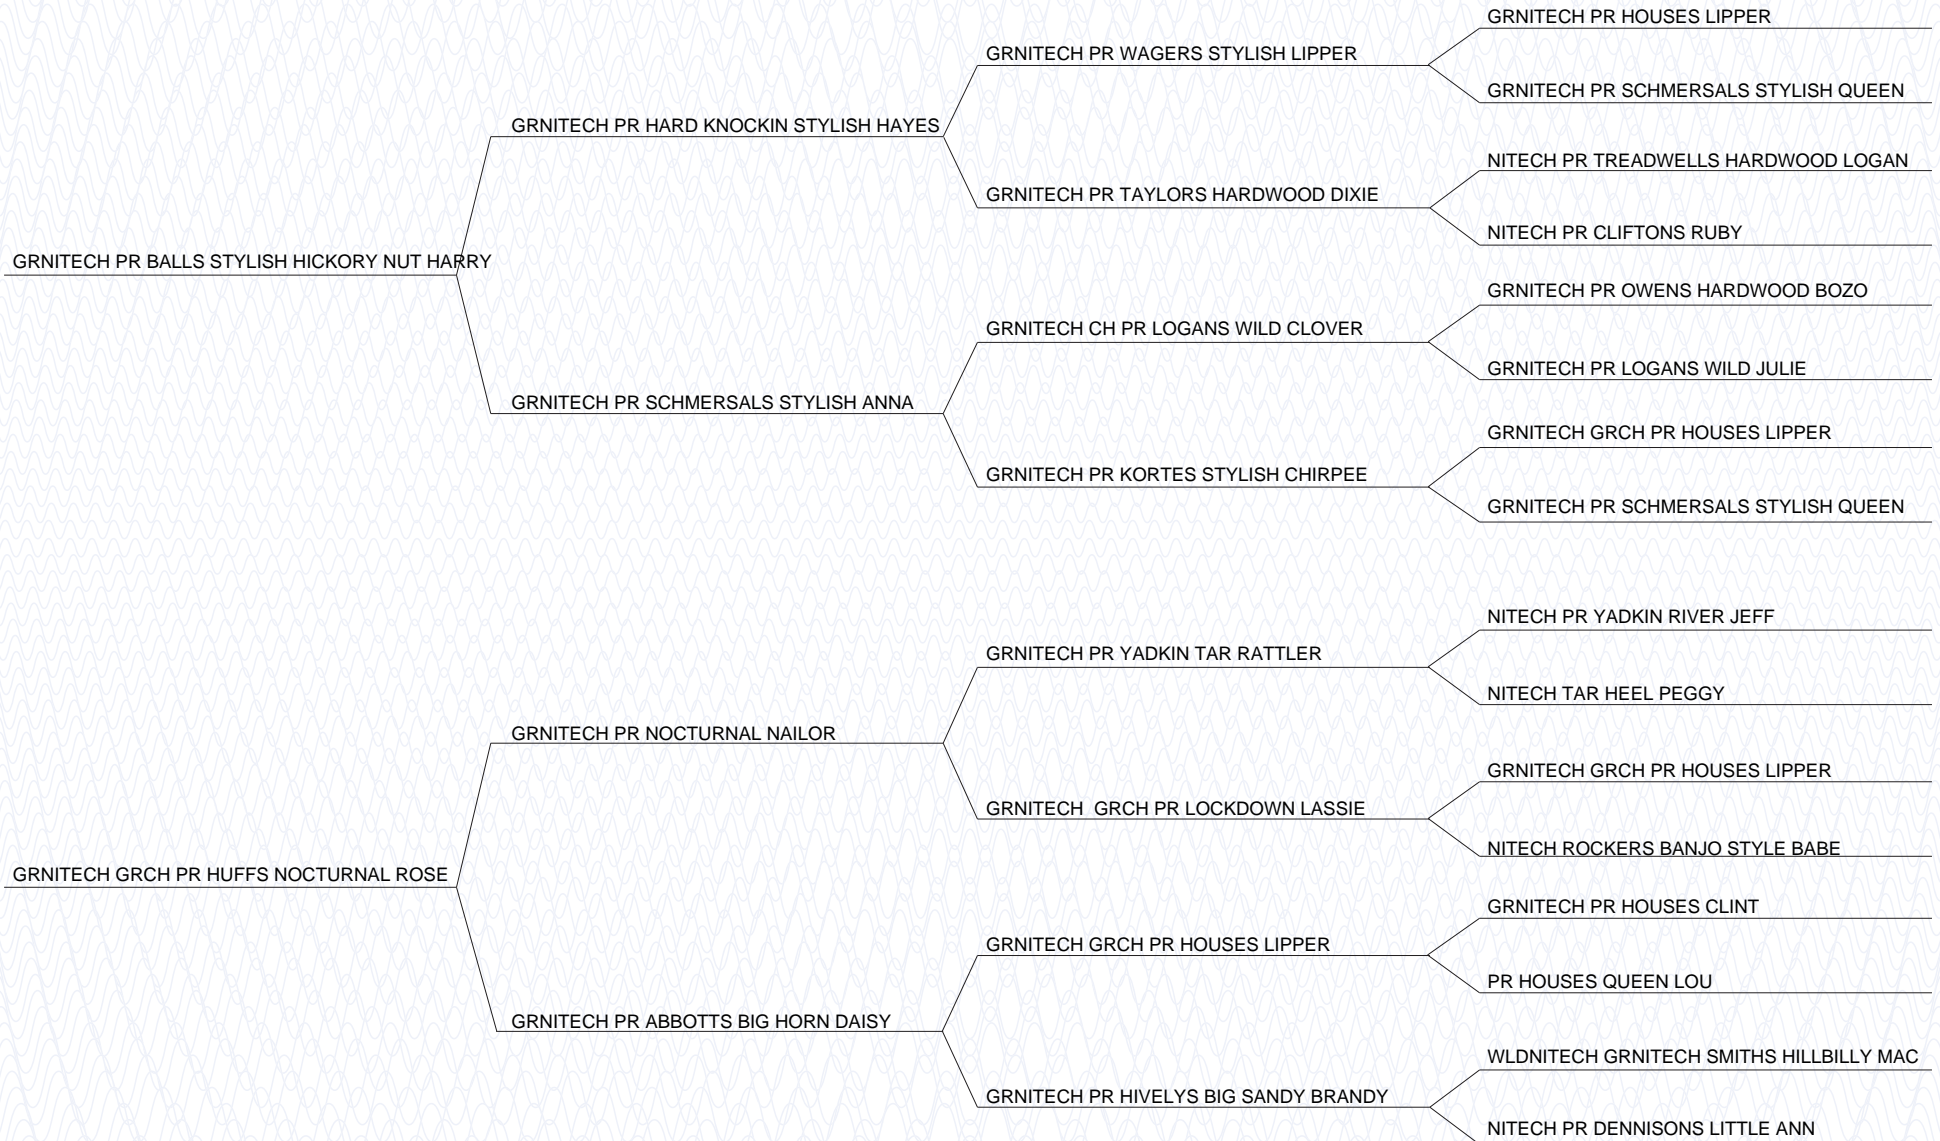 GRNITECH PR HOUSES LIPPER
GRNITECH PR WAGERS STYLISH LIPPER
GRNITECH PR SCHMERSALS STYLISH QUEEN
GRNITECH PR HARD KNOCKIN STYLISH HAYES
NITECH PR TREADWELLS HARDWOOD LOGAN
GRNITECH PR TAYLORS HARDWOOD DIXIE
NITECH PR CLIFTONS RUBY
GRNITECH PR BALLS STYLISH HICKORY NUT HARRY
GRNITECH PR OWENS HARDWOOD BOZO
GRNITECH CH PR LOGANS WILD CLOVER
GRNITECH PR LOGANS WILD JULIE
GRNITECH PR SCHMERSALS STYLISH ANNA
GRNITECH GRCH PR HOUSES LIPPER
GRNITECH PR KORTES STYLISH CHIRPEE
GRNITECH PR SCHMERSALS STYLISH QUEEN
NITECH PR YADKIN RIVER JEFF
GRNITECH PR YADKIN TAR RATTLER
NITECH TAR HEEL PEGGY
GRNITECH PR NOCTURNAL NAILOR
GRNITECH GRCH PR HOUSES LIPPER
GRNITECH  GRCH PR LOCKDOWN LASSIE
NITECH ROCKERS BANJO STYLE BABE
GRNITECH GRCH PR HUFFS NOCTURNAL ROSE
GRNITECH PR HOUSES CLINT
GRNITECH GRCH PR HOUSES LIPPER
PR HOUSES QUEEN LOU
GRNITECH PR ABBOTTS BIG HORN DAISY
WLDNITECH GRNITECH SMITHS HILLBILLY MAC
GRNITECH PR HIVELYS BIG SANDY BRANDY
NITECH PR DENNISONS LITTLE ANN